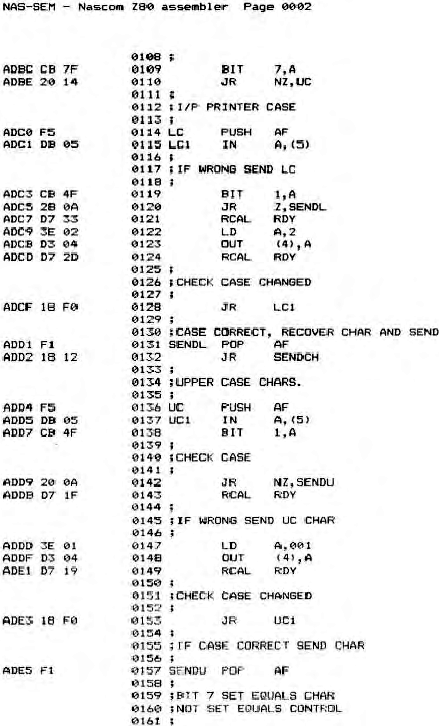 NAS-SEM - Nascom Z80 assembler Page 0002
0108 ;
ADBC CB 7F 0109 BIT 7,A
ADBE 20 14 0110 JR NZ,UC
0111 ;
0112 ;I/P PRINTER CASE
0113 ;
ADC0 F5 0114 LC PUSH AF
ADC1 DB 05 0115 LC1 IN A,(5)
0116 ;
0117 ;IF WRONG SEND LC
0118 ;
ADC3 CB 4F 0119 BIT 1,A
ADC5 28 0A 0120 JR Z,SENDL
ADC7 D7 33 0121 RCAL RDY
ADC9 3E 02 0122 LD A,2
ADCB D3 04 0123 OUT (4),A
ADCD D7 2D 0124 RCAL RDY
0125 ;
0126 ;CHECK CASE CHANGED
0127 ;
ADCF 18 F0 0128 JR LC1
0129 ;
0130 ;CASE CORRECT, RECOVER CHAR AND SEND
ADD1 F1 0131 SENDL POP AF
ADD2 18 12 0132 JR SENDCH
0133 ;
0134 ;UPPER CASE CHARS.
0135 ;
ADD4 F5 0136 UC PUSH AF
ADD5 DB 05 0137 UC1 IN A,(5)
ADD7 CB 4F 0138 BIT 1,A
0139 ;
0140 ;CHECK CASE
0141 ;
ADD9 20 0A 0142 JR NZ,SENDU
ADDB D7 1F 0143 RCAL RDY
0144 ;
0145 ;IF WRONG SEND UC CHAR
0146 ;
ADDD 3E 01 0147 LD A,001
ADDF D3 04 0148 OUT (4),A
ADE1 D7 19 0149 RCAL RDY
0150 ;
0151 ;CHECK CASE CHANGED
0152 ;
ADE3 18 F0 0153 JR UC1
0154 ;
0155 ;IF CASE CORRECT SEND CHAR
0156 ;
ADE5 F1 0157 SENDU POP AF
0158 ;
0159 ;BIT 7 SET EQUALS CHAR
0160 ;NOT SET EQUALS CONTROL
0161 ;